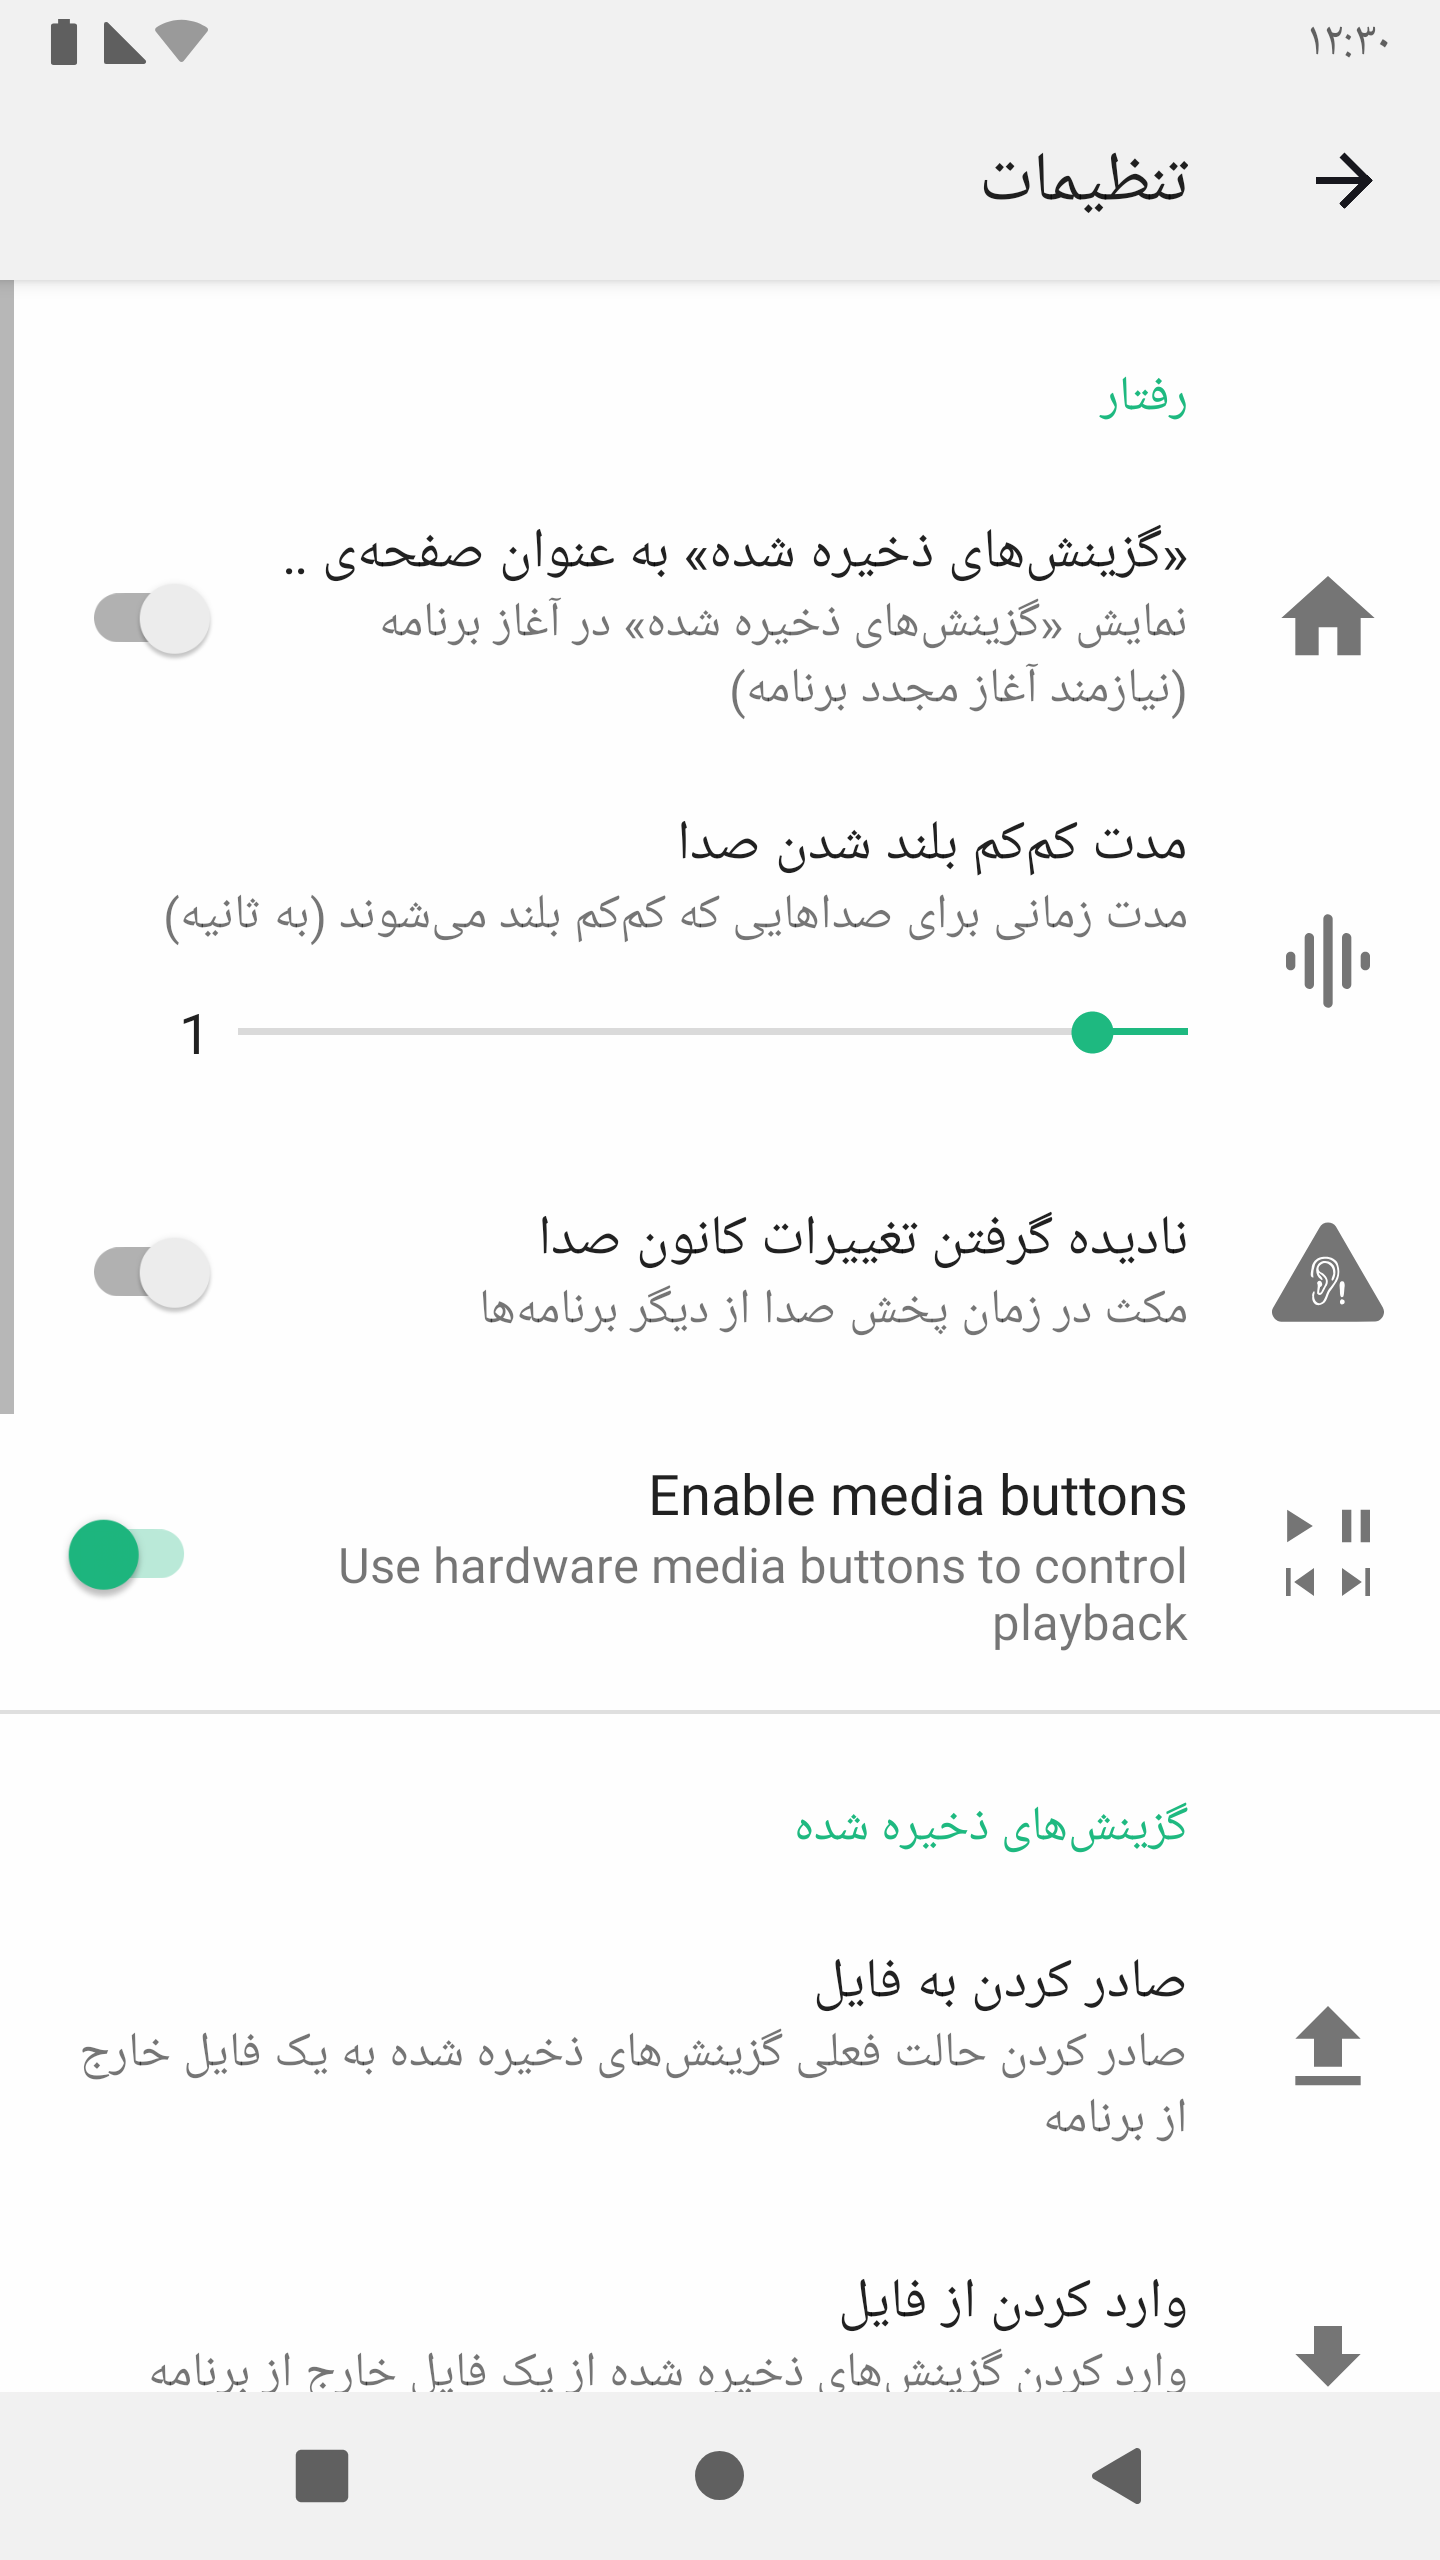 ۱۲:۳۰
تنظیمات
رفتار
«گزینش‌های ذخیره شده» به عنوان صفحه‌ی ..
نمایش «گزینش‌های ذخیره شده» در آغاز برنامه
(نیازمند آغاز مجدد برنامه)
مدت کم‌کم بلند شدن صدا
مدت زمانی برای صداهایی که کم‌کم بلند می‌شوند (به ثانیه)
1
نادیده گرفتن تغییرات کانون صدا
مکث در زمان پخش صدا از دیگر برنامه‌ها
Enable media buttons
Use hardware media buttons to control
playback
گزینش‌های ذخیره شده
صادر کردن به فایل
صادر کردن حالت فعلی گزینش‌های ذخیره شده به یک فایل خارج
از برنامه
وارد کردن از فایل
وارد کردن گزینش‌های ذخیره شده از یک فایل خارج از برنامه